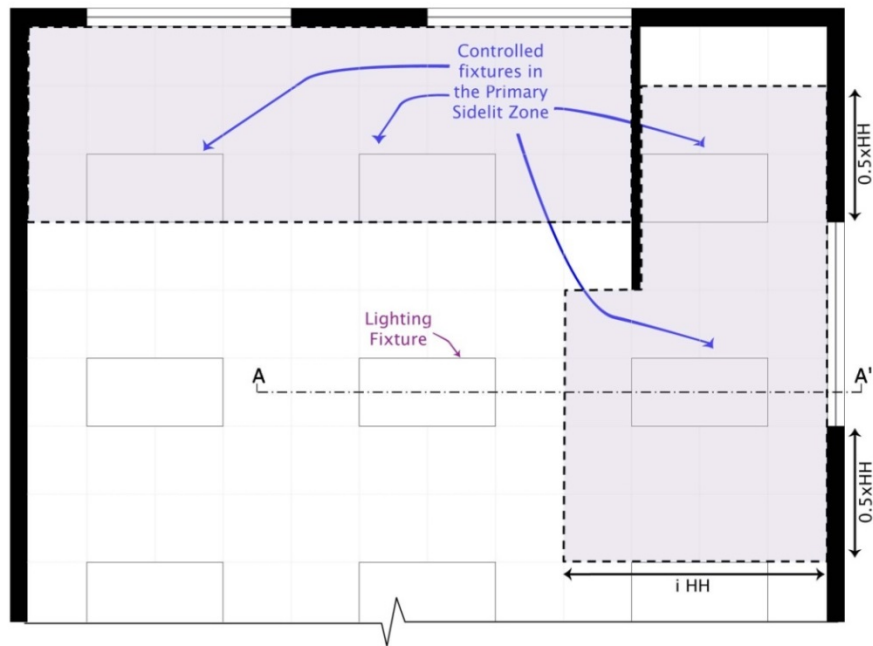 Controlled
fixtures in
the Primary
Sidelit Zone
0.5xHH
Lighting
Fixture
A
A'
0.5xHH
i HH